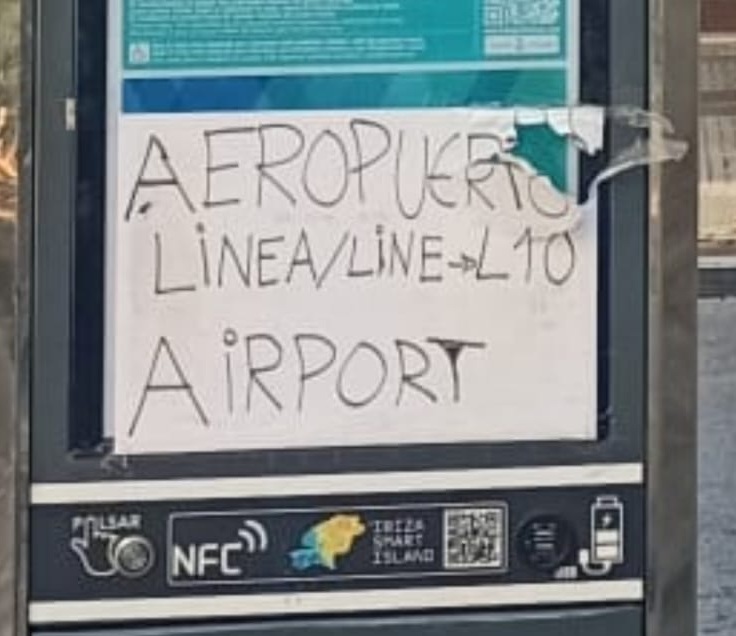 AEROPUERTO
LiNEA/LiNE→L10
AiRPORT
PULSAR
NFC
IBIZA
SMART
ISLAND